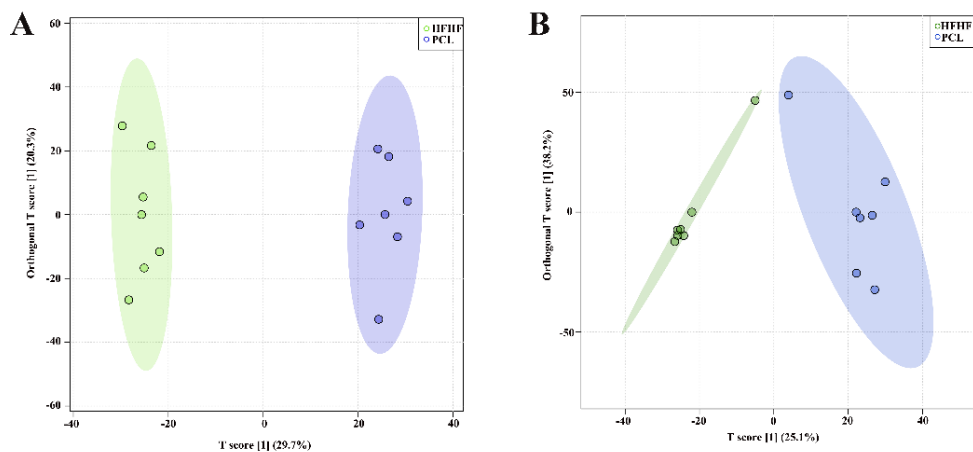 A
HFHF
PCL
60
40
20
0
-20
-40
-60
Orthogonal T score [1] (20.3%)
-40
-20
0
20
40
T score [1] (29.7%)
B
HFHF
PCL
50
0
-50
Orthogonal T score [1] (38.2%)
-40
-20
0
20
40
T score [1] (25.1%)